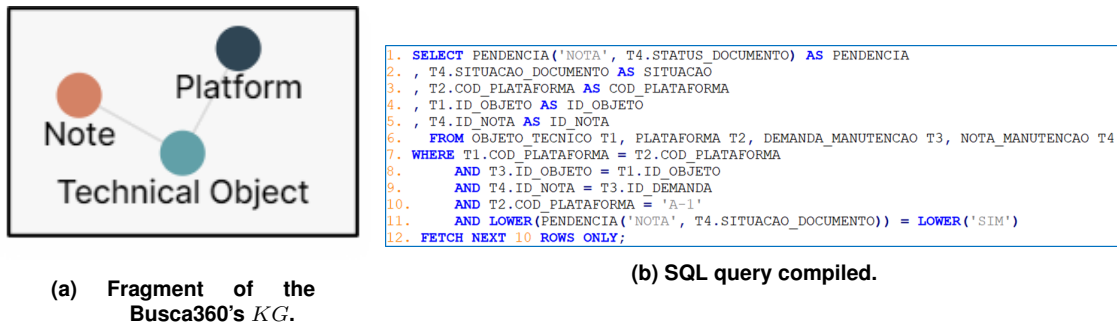 Platform
Note
Technical Object
(a) Fragment of the
Busca360's KG.
1. SELECT PENDENCIA('NOTA', T4.STATUS_DOCUMENTO) AS PENDENCIA
2. , T4.SITUACAO_DOCUMENTO AS SITUACAO
3. , T2.COD_PLATAFORMA AS COD_PLATAFORMA
4. , T1.ID_OBJETO AS ID_OBJETO
5. , T4.ID_NOTA AS ID_NOTA
6. FROM OBJETO_TECNICO T1, PLATAFORMA T2, DEMANDA_MANUTENCAO T3, NOTA_MANUTENCAO T4
7. WHERE T1.COD_PLATAFORMA = T2.COD_PLATAFORMA
8. AND T3.ID_OBJETO = T1.ID_OBJETO
9. AND T4.ID_NOTA = T3.ID_DEMANDA
10. AND T2.COD_PLATAFORMA = 'A-1'
11. AND LOWER(PENDENCIA('NOTA', T4.SITUACAO_DOCUMENTO)) = LOWER('SIM')
12. FETCH NEXT 10 ROWS ONLY;
(b) SQL query compiled.